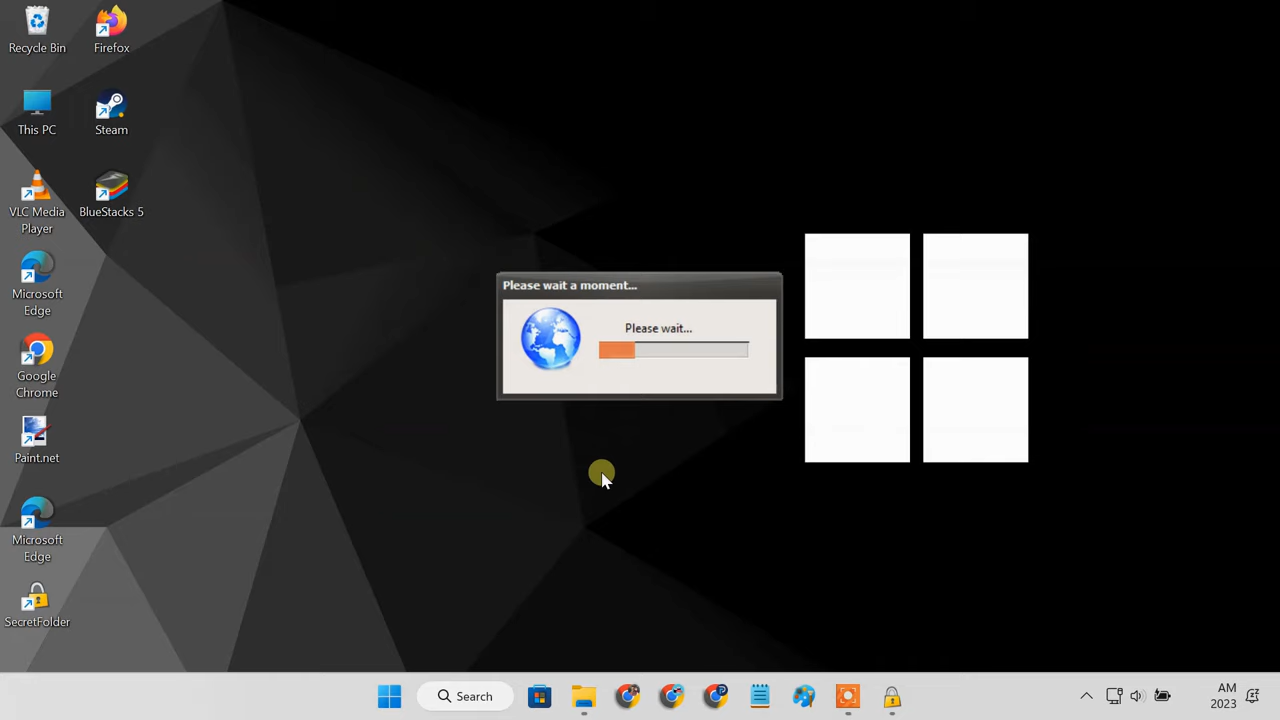 Recycle Bin
Firefox
This PC
Steam
VLC Media
Player
BlueStacks 5
Microsoft
Edge
Google
Chrome
Paint.net
Microsoft
Edge
SecretFolder
Please wait a moment...
Please wait...
Search
AM
2023